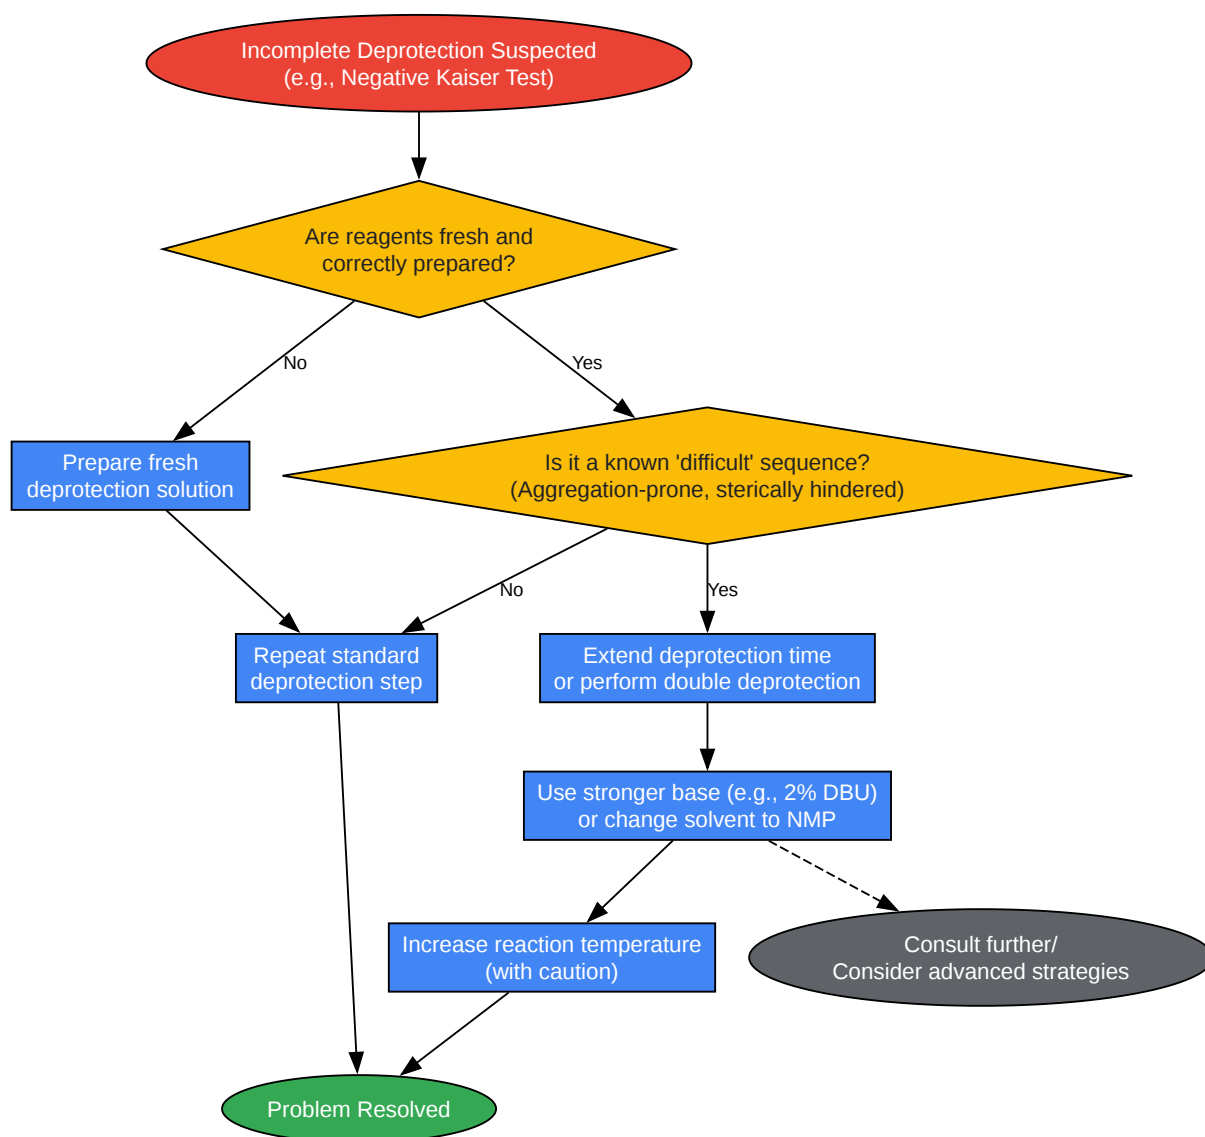 Incomplete Deprotection Suspected
(e.g., Negative Kaiser Test)
Are reagents fresh and
correctly prepared?
No
Yes
Prepare fresh
deprotection solution
Is it a known 'difficult' sequence?
(Aggregation-prone, sterically hindered)
No
Yes
Repeat standard
deprotection step
Extend deprotection time
or perform double deprotection
Use stronger base (e.g., 2% DBU)
or change solvent to NMP
Increase reaction temperature
(with caution)
Consult further/
Consider advanced strategies
Problem Resolved